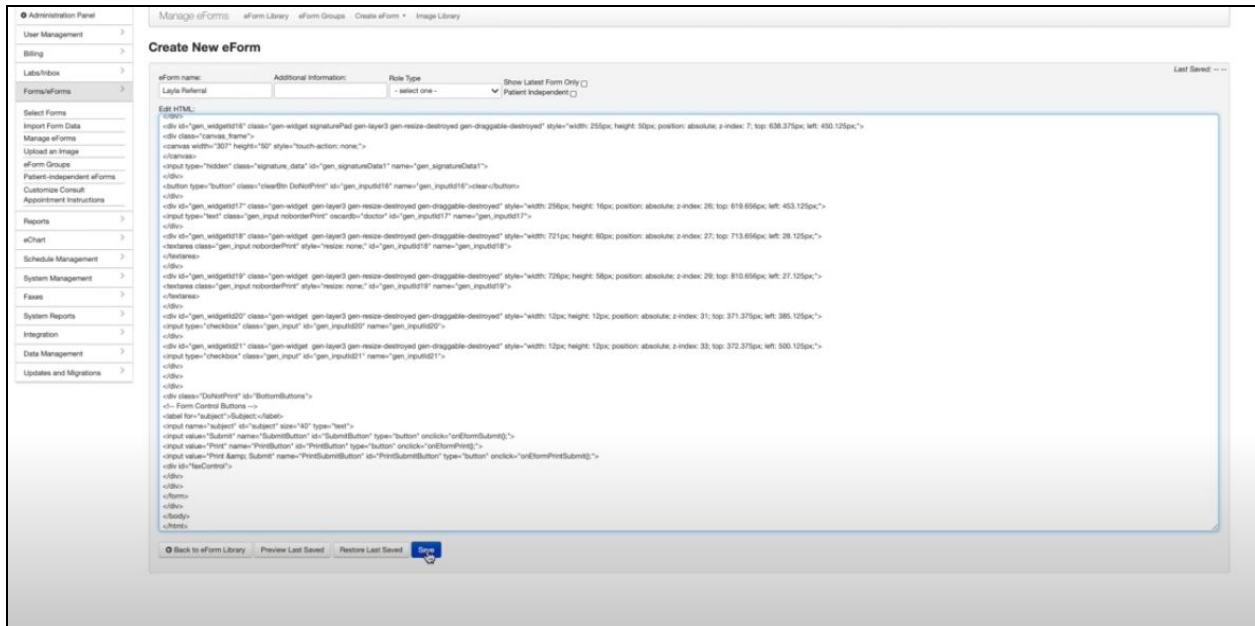 Administration Panel
User Management
Billing
Labs/Inbox
Forms/eForms
Select Forms
Import Form Data
Manage eForms
Upload an Image
eForm Groups
Patient-independent eForms
Customize Consult
Appointment Instructions
Reports
eChart
Schedule Management
System Management
Faxes
System Reports
Integration
Data Management
Updates and Migrations
Manage eForms eForm Library eForm Groups Create eForm Image Library
Create New eForm
Last Saved: -- --
eForm name: Additional Information: Role Type
Show Latest Form Only
Layla Referral - select one - Patient Independent
Edit HTML:
</div>
<div id="gen_widgetId16" class="gen-widget signaturePad gen-layer3 gen-resize-destroyed gen-draggable-destroyed" style="width: 255px; height: 50px; position: absolute; z-index: 7; top: 638.375px; left: 450.125px;">
<div class="canvas_frame">
<canvas width="307" height="50" style="touch-action: none;">
</canvas>
<input type="hidden" class="signature_data" id="gen_signatureData1" name="gen_signatureData1">
</div>
<button type="button" class="clearBtn DoNotPrint" id="gen_inputId16" name="gen_inputId16">clear</button>
</div>
<div id="gen_widgetId17" class="gen-widget gen-layer3 gen-resize-destroyed gen-draggable-destroyed" style="width: 256px; height: 16px; position: absolute; z-index: 26; top: 619.656px; left: 453.125px;">
<input type="text" class="gen_input noborderPrint" oscardb="doctor" id="gen_inputId17" name="gen_inputId17">
</div>
<div id="gen_widgetId18" class="gen-widget gen-layer3 gen-resize-destroyed gen-draggable-destroyed" style="width: 721px; height: 60px; position: absolute; z-index: 27; top: 713.656px; left: 28.125px;">
<textarea class="gen_input noborderPrint" style="resize: none;" id="gen_inputId18" name="gen_inputId18">
</textarea>
</div>
<div id="gen_widgetId19" class="gen-widget gen-layer3 gen-resize-destroyed gen-draggable-destroyed" style="width: 726px; height: 58px; position: absolute; z-index: 29; top: 810.656px; left: 27.125px;">
<textarea class="gen_input noborderPrint" style="resize: none;" id="gen_inputId19" name="gen_inputId19">
</textarea>
</div>
<div id="gen_widgetId20" class="gen-widget gen-layer3 gen-resize-destroyed gen-draggable-destroyed" style="width: 12px; height: 12px; position: absolute; z-index: 31; top: 371.375px; left: 385.125px;">
<input type="checkbox" class="gen_input" id="gen_inputId20" name="gen_inputId20">
</div>
<div id="gen_widgetId21" class="gen-widget gen-layer3 gen-resize-destroyed gen-draggable-destroyed" style="width: 12px; height: 12px; position: absolute; z-index: 33; top: 372.375px; left: 500.125px;">
<input type="checkbox" class="gen_input" id="gen_inputId21" name="gen_inputId21">
</div>
</div>
</div>
<div class="DoNotPrint" id="BottomButtons">
<!-- Form Control Buttons -->
<label for="subject">Subject:</label>
<input name="subject" id="subject" size="40" type="text">
<input value="Submit" name="SubmitButton" id="SubmitButton" type="button" onclick="onEformSubmit();">
<input value="Print" name="PrintButton" id="PrintButton" type="button" onclick="onEformPrint();">
<input value="Print &amp; Submit" name="PrintSubmitButton" id="PrintSubmitButton" type="button" onclick="onEformPrintSubmit();">
<div id="faxControl">
</div>
</div>
</form>
</div>
</body>
</html>
Back to eForm Library Preview Last Saved Restore Last Saved Save